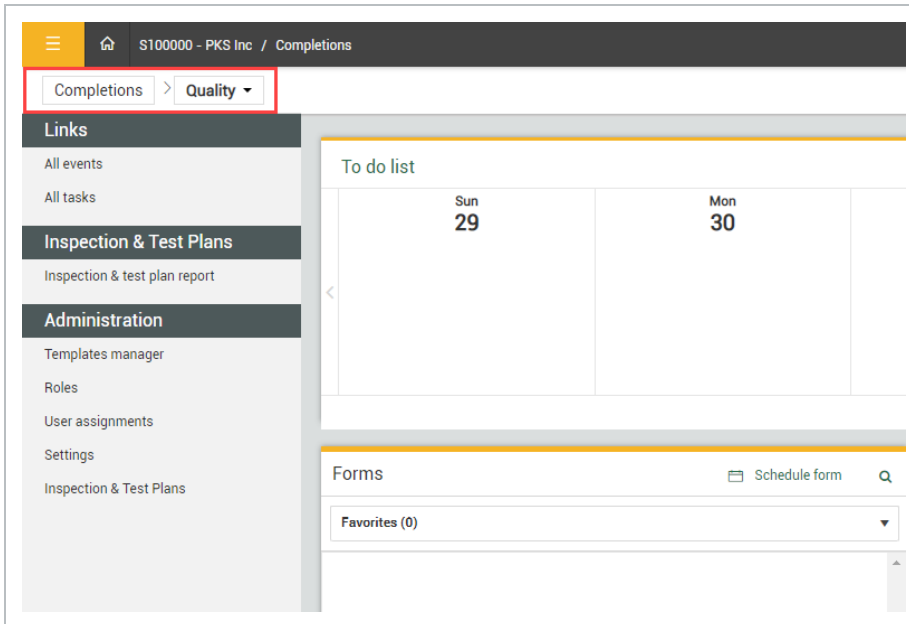 S100000 - PKS Inc / Completions
Completions > Quality
Links
All events
All tasks
Inspection & Test Plans
Inspection & test plan report
Administration
Templates manager
Roles
User assignments
Settings
Inspection & Test Plans
To do list
Sun Mon
29 30
Forms Schedule form
Favorites (0)